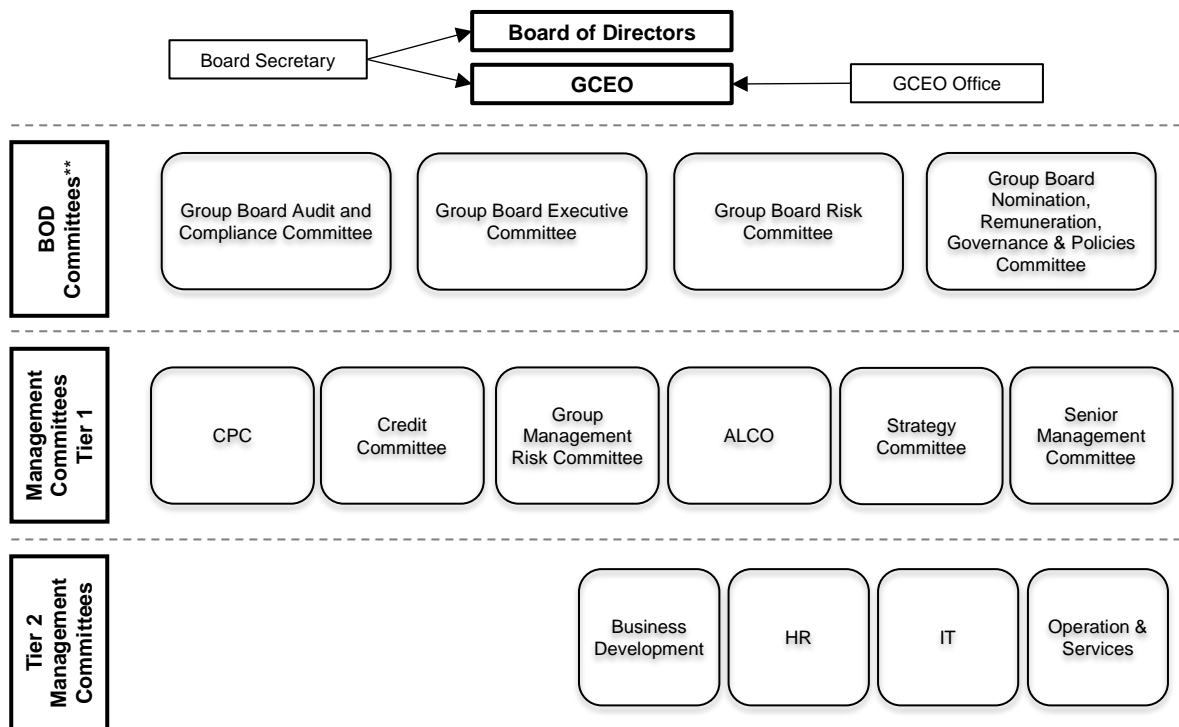 Board of Directors
Board Secretary
GCEO
GCEO Office
BOD
Committees**
Group Board Audit and
Compliance Committee
Group Board Executive
Committee
Group Board Risk
Committee
Group Board
Nomination,
Remuneration,
Governance & Policies
Committee
Management
Committees
Tier 1
CPC
Credit
Committee
Group
Management
Risk Committee
ALCO
Strategy
Committee
Senior
Management
Committee
Tier 2
Management
Committees
Business
Development
HR
IT
Operation &
Services